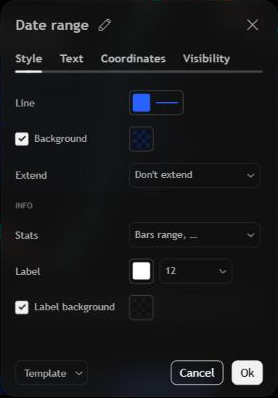 Date range
Style Text Coordinates Visibility
Line
Background
Extend Don't extend
INFO
Stats Bars range, ...
Label 12
Label background
Template Cancel Ok